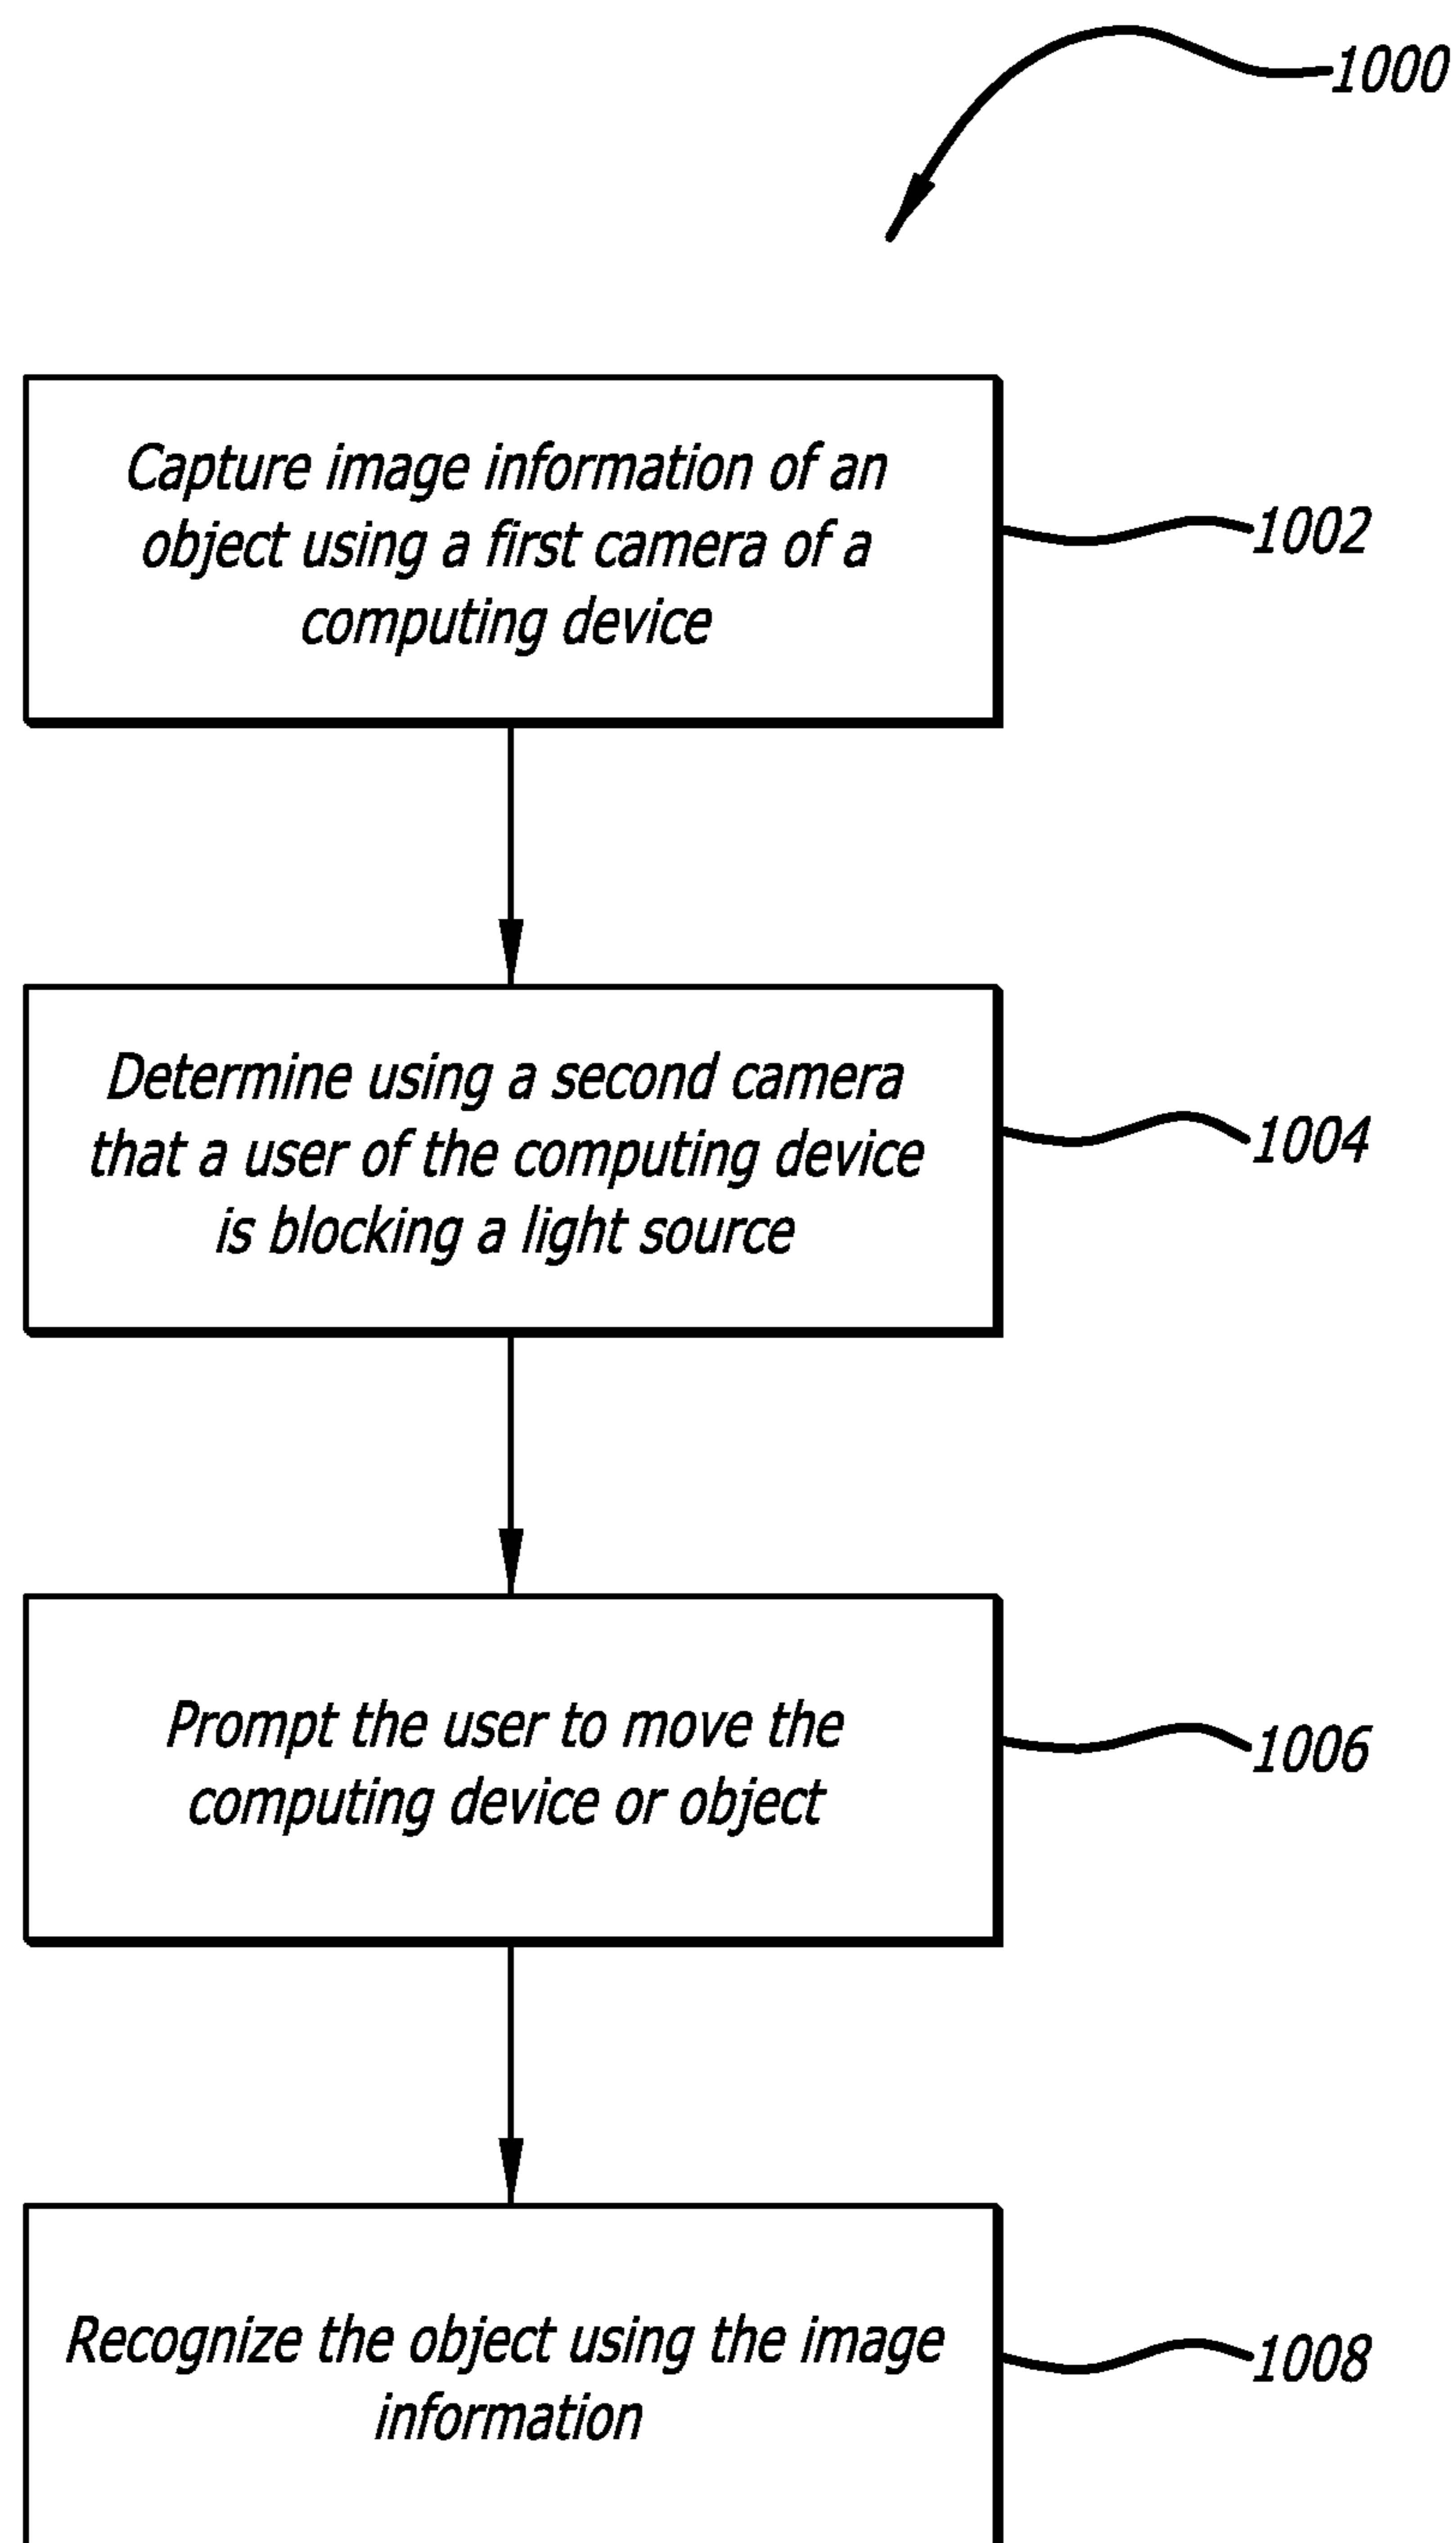 1000
Capture image information of an
object using a first camera of a
computing device
1002
Determine using a second camera
that a user of the computing device
is blocking a light source
1004
Prompt the user to move the
computing device or object
1006
Recognize the object using the image
information
1008